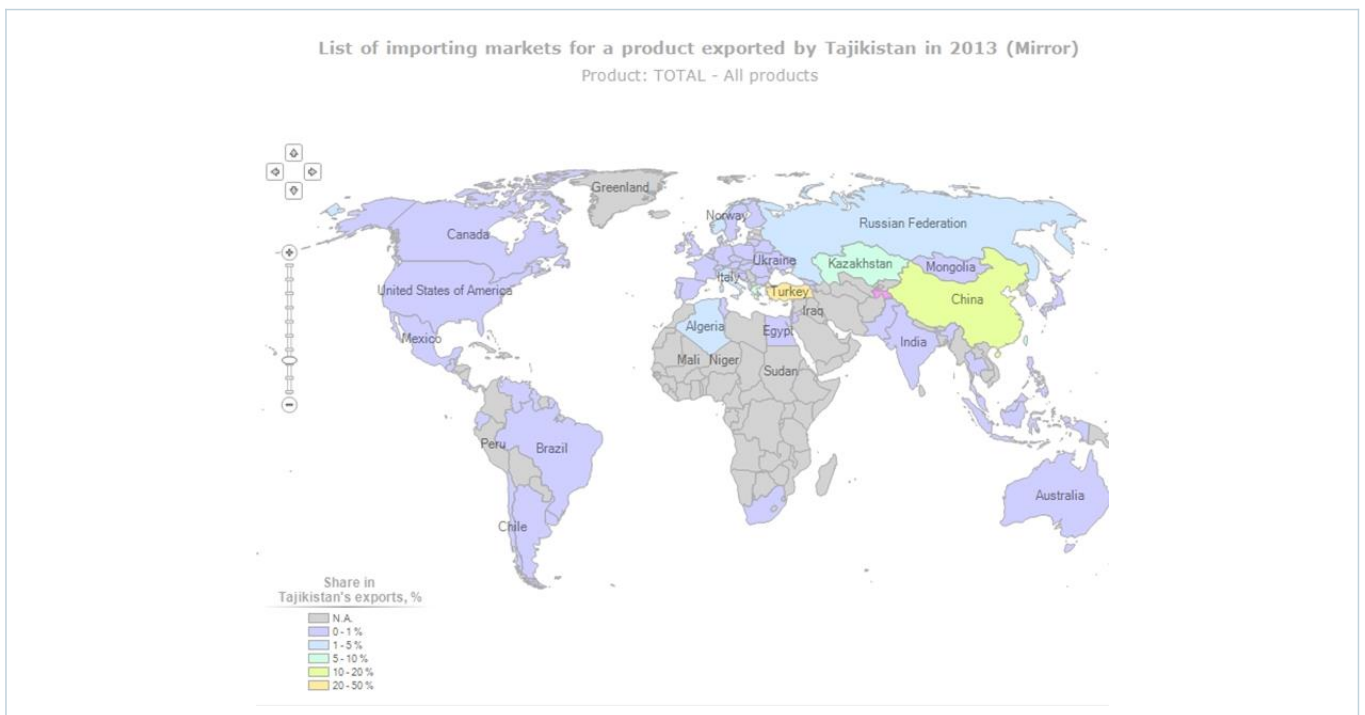 List of importing markets for a product exported by Tajikistan in 2013 (Mirror)
Product: TOTAL - All products
Greenland
Norway
Russian Federation
Canada
Ukraine
Kazakhstan
Mongolia
Italy
United States of America
Turkey
China
Iraq
Algeria
Egypt
Mexico
India
Mali
Niger
Sudan
Peru
Brazil
Australia
Chile
Share in
Tajikistan's exports, %
N.A.
0 - 1 %
1 - 5 %
5 - 10 %
10 - 20 %
20 - 50 %